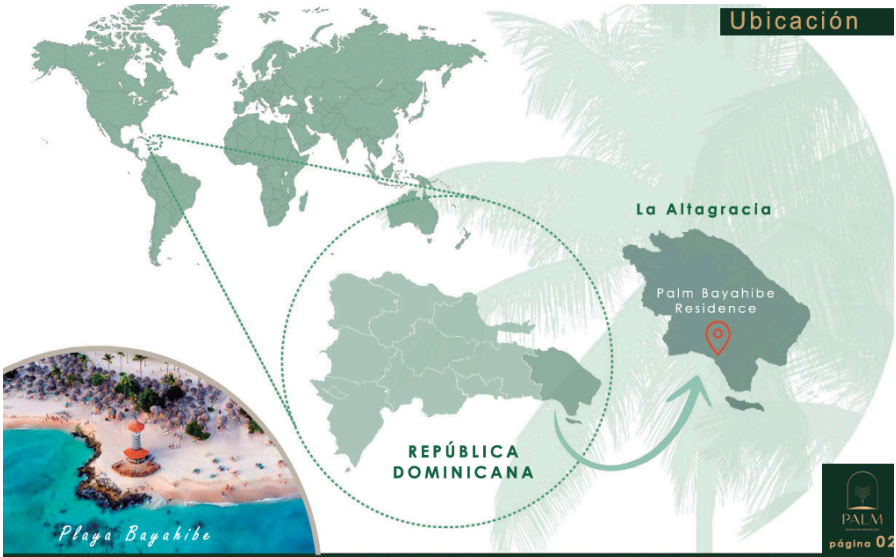 Ubicación
La Altagracia
Palm Bayahibe
Residence
REPÚBLICA
DOMINICANA
Playa Bayahibe
PALM
página 02